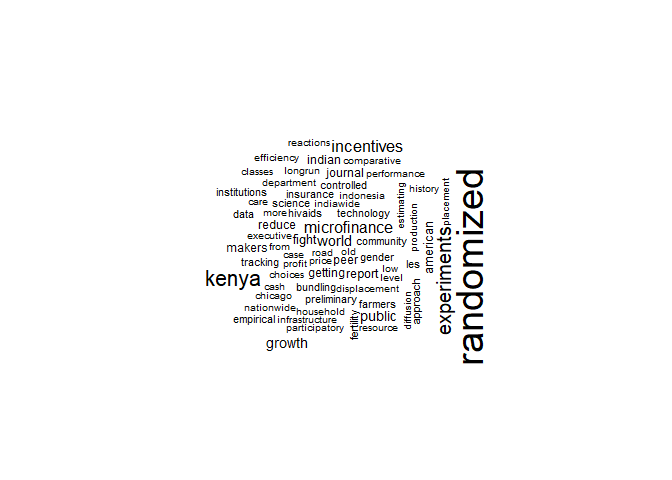 reactions
incentives
efficiency
indian
comparative
classes
longrun
journal
performance
department
controlled
institutions
insurance
indonesia
history
care
science
indiawide
estimating
placement
data
more
hivaids
technology
production
reduce
microfinance
executive
fight
world
community
american
experiments
randomized
makers
from
case
road
old
tracking
profit
price
peer
gender
les
kenya
choices
getting
report
low
level
cash
bundling
displacement
approach
chicago
preliminary
farmers
diffusion
nationwide
household
fertility
public
empirical
infrastructure
participatory
resource
growth